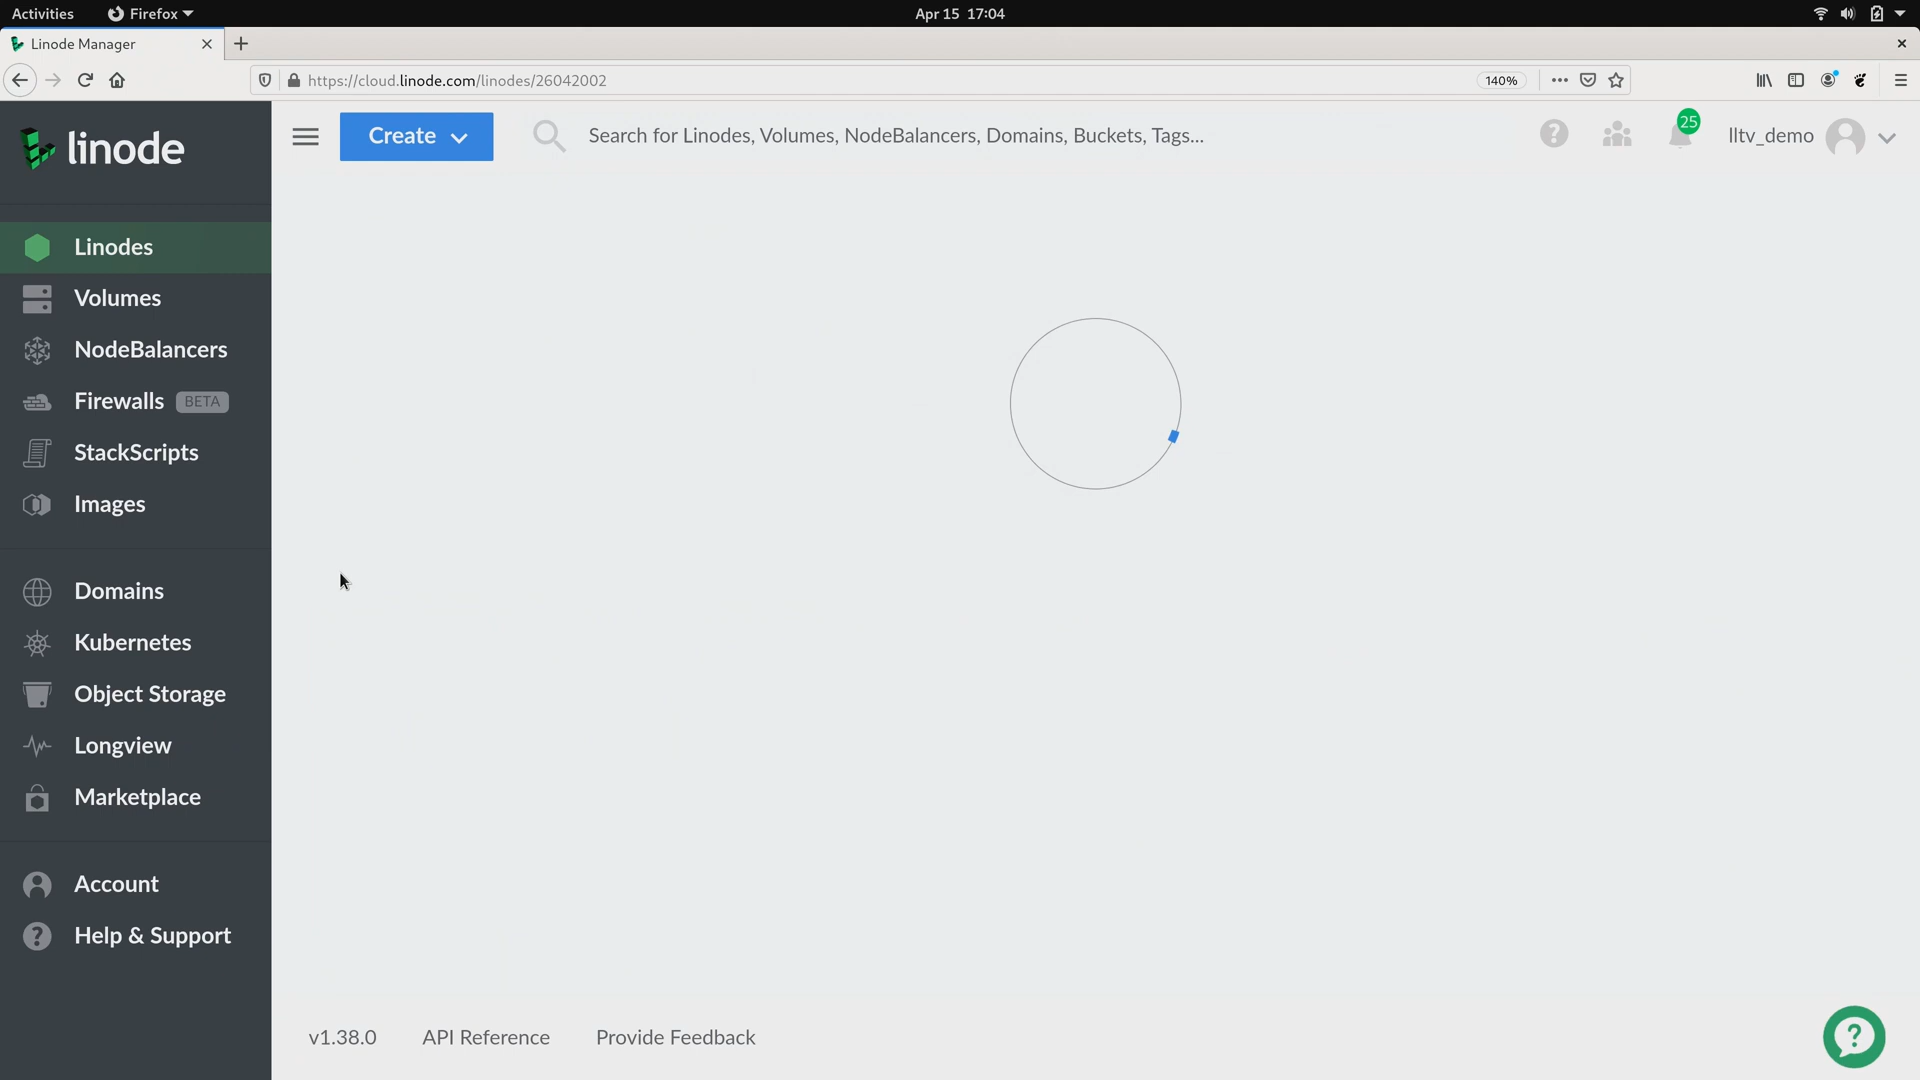 Activities
Firefox
Apr 15 17:04
Linode Manager
https://cloud.linode.com/linodes/26042002
140%
linode
Create
Search for Linodes, Volumes, NodeBalancers, Domains, Buckets, Tags...
25
lltv_demo
Linodes
Volumes
NodeBalancers
Firewalls BETA
StackScripts
Images
Domains
Kubernetes
Object Storage
Longview
Marketplace
Account
Help & Support
v1.38.0
API Reference
Provide Feedback